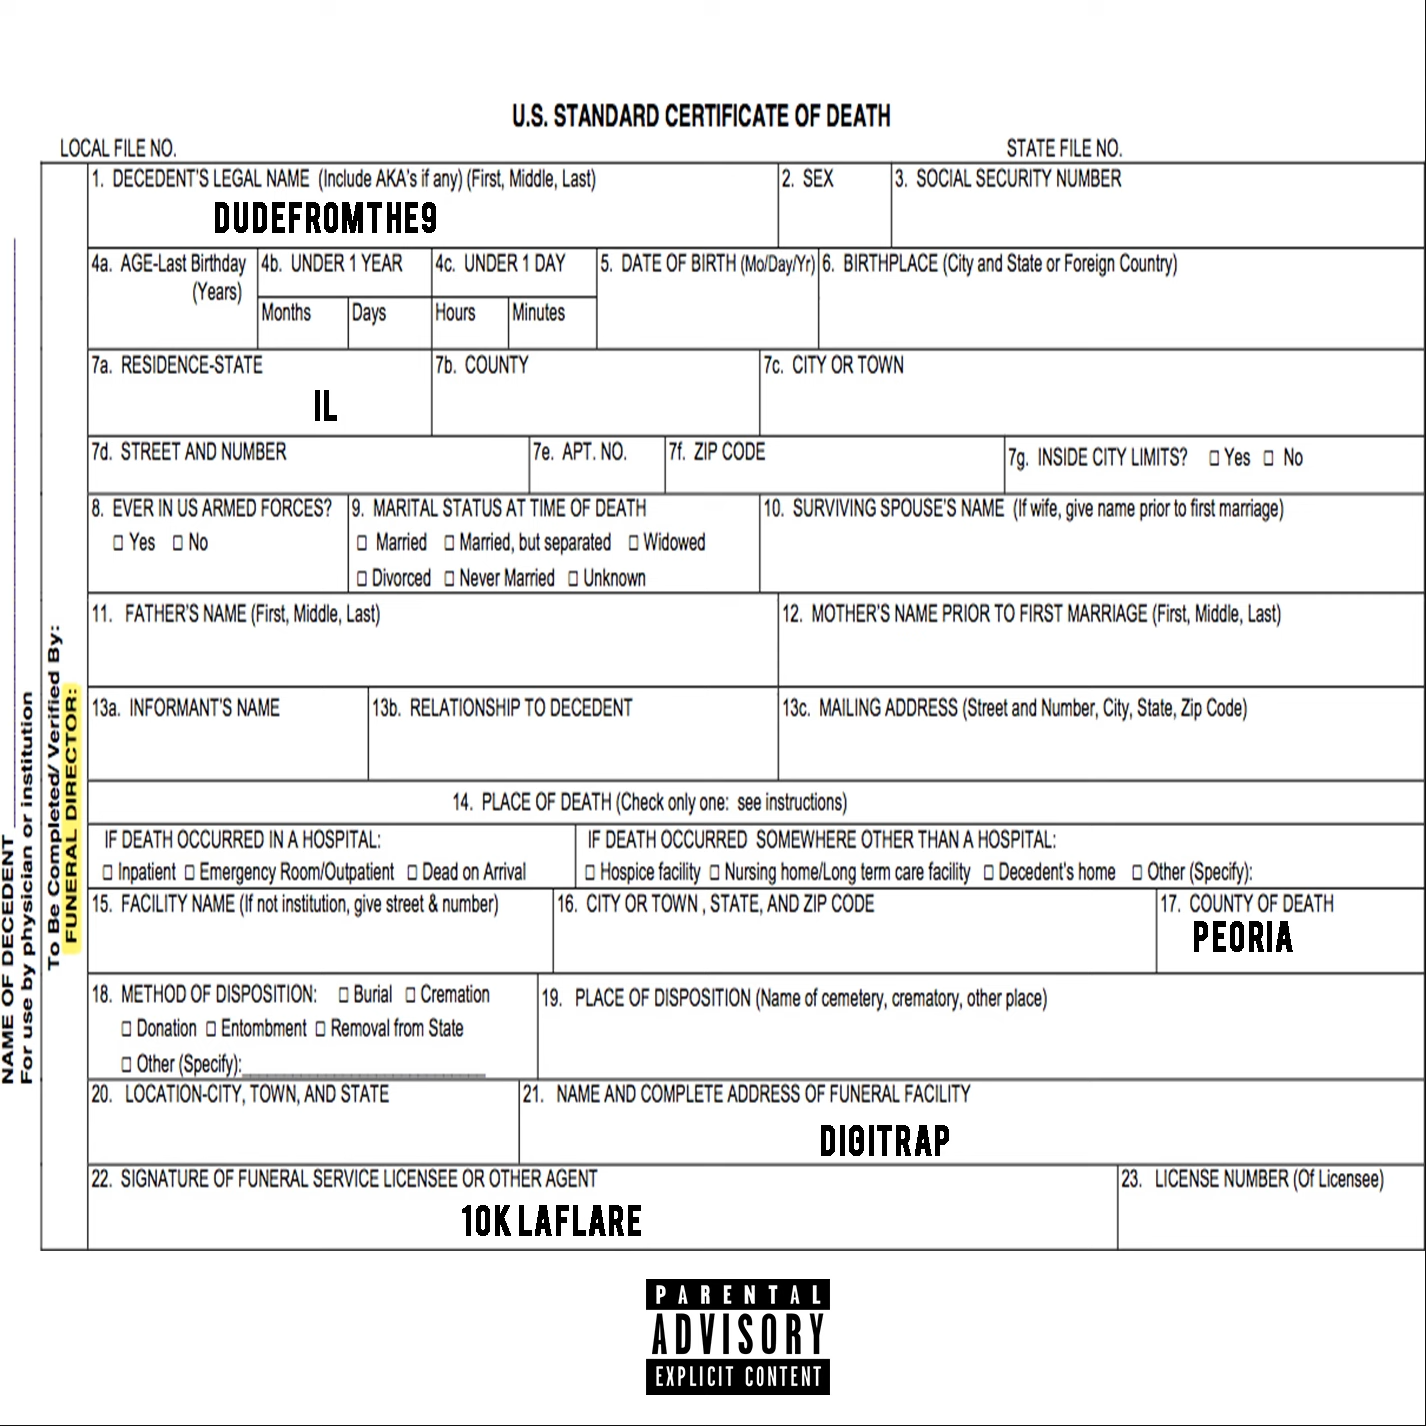 U.S. STANDARD CERTIFICATE OF DEATH
LOCAL FILE NO. STATE FILE NO.
1. DECEDENT'S LEGAL NAME (Include AKA's if any) (First, Middle, Last) 2. SEX 3. SOCIAL SECURITY NUMBER
DUDEFROMTHE9
4a. AGE-Last Birthday 4b. UNDER 1 YEAR 4c. UNDER 1 DAY 5. DATE OF BIRTH (Mo/Day/Yr) 6. BIRTHPLACE (City and State or Foreign Country)
(Years)
Months Days Hours Minutes
7a. RESIDENCE-STATE 7b. COUNTY 7c. CITY OR TOWN
IL
7d. STREET AND NUMBER 7e. APT. NO. 7f. ZIP CODE 7g. INSIDE CITY LIMITS? □ Yes □ No
8. EVER IN US ARMED FORCES? 9. MARITAL STATUS AT TIME OF DEATH 10. SURVIVING SPOUSE'S NAME (If wife, give name prior to first marriage)
□ Yes □ No □ Married □ Married, but separated □ Widowed
□ Divorced □ Never Married □ Unknown
11. FATHER'S NAME (First, Middle, Last) 12. MOTHER'S NAME PRIOR TO FIRST MARRIAGE (First, Middle, Last)
13a. INFORMANT'S NAME 13b. RELATIONSHIP TO DECEDENT 13c. MAILING ADDRESS (Street and Number, City, State, Zip Code)
14. PLACE OF DEATH (Check only one: see instructions)
IF DEATH OCCURRED IN A HOSPITAL: IF DEATH OCCURRED SOMEWHERE OTHER THAN A HOSPITAL:
□ Inpatient □ Emergency Room/Outpatient □ Dead on Arrival □ Hospice facility □ Nursing home/Long term care facility □ Decedent's home □ Other (Specify):
15. FACILITY NAME (If not institution, give street & number) 16. CITY OR TOWN , STATE, AND ZIP CODE 17. COUNTY OF DEATH
PEORIA
18. METHOD OF DISPOSITION: □ Burial □ Cremation 19. PLACE OF DISPOSITION (Name of cemetery, crematory, other place)
□ Donation □ Entombment □ Removal from State
□ Other (Specify):
20. LOCATION-CITY, TOWN, AND STATE 21. NAME AND COMPLETE ADDRESS OF FUNERAL FACILITY
DIGITRAP
22. SIGNATURE OF FUNERAL SERVICE LICENSEE OR OTHER AGENT 23. LICENSE NUMBER (Of Licensee)
10K LAFLARE
NAME OF DECEDENT
For use by physician or institution
To Be Completed/ Verified By:
FUNERAL DIRECTOR:
PARENTAL
ADVISORY
EXPLICIT CONTENT